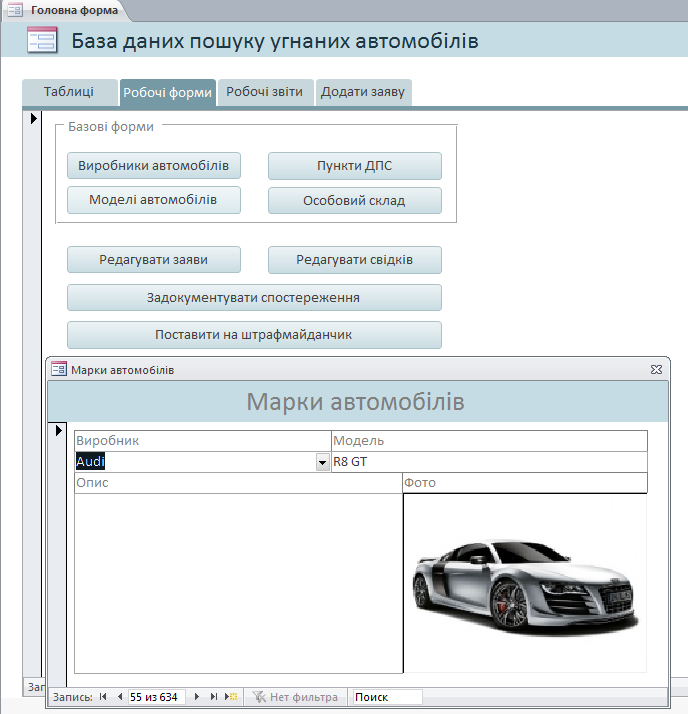 Головна форма
База даних пошуку угнаних автомобілів
Таблиці Робочі форми Робочі звіти Додати заяву
Базові форми
Виробники автомобілів Пункти ДПС
Моделі автомобілів Особовий склад
Редагувати заяви Редагувати свідків
Задокументувати спостереження
Поставити на штрафмайданчик
Марки автомобілів
Марки автомобілів
Виробник Модель
Audi R8 GT
Опис Фото
Запись: 55 из 634 Нет фильтра Поиск